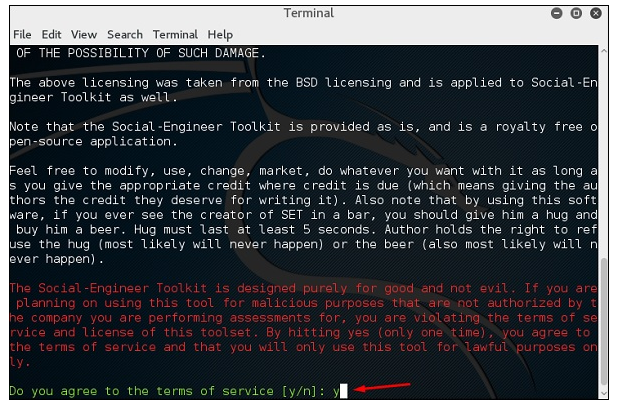 Terminal
File Edit View Search Terminal Help
OF THE POSSIBILITY OF SUCH DAMAGE.
The above licensing was taken from the BSD licensing and is applied to Social-En
gineer Toolkit as well.
Note that the Social-Engineer Toolkit is provided as is, and is a royalty free o
pen-source application.
Feel free to modify, use, change, market, do whatever you want with it as long a
s you give the appropriate credit where credit is due (which means giving the au
thors the credit they deserve for writing it). Also note that by using this soft
ware, if you ever see the creator of SET in a bar, you should give him a hug and
buy him a beer. Hug must last at least 5 seconds. Author holds the right to ref
use the hug (most likely will never happen) or the beer (also most likely will n
ever happen).
The Social-Engineer Toolkit is designed purely for good and not evil. If you are
planning on using this tool for malicious purposes that are not authorized by t
he company you are performing assessments for, you are violating the terms of se
rvice and license of this toolset. By hitting yes (only one time), you agree to
the terms of service and that you will only use this tool for lawful purposes on
ly.
Do you agree to the terms of service [y/n]: y